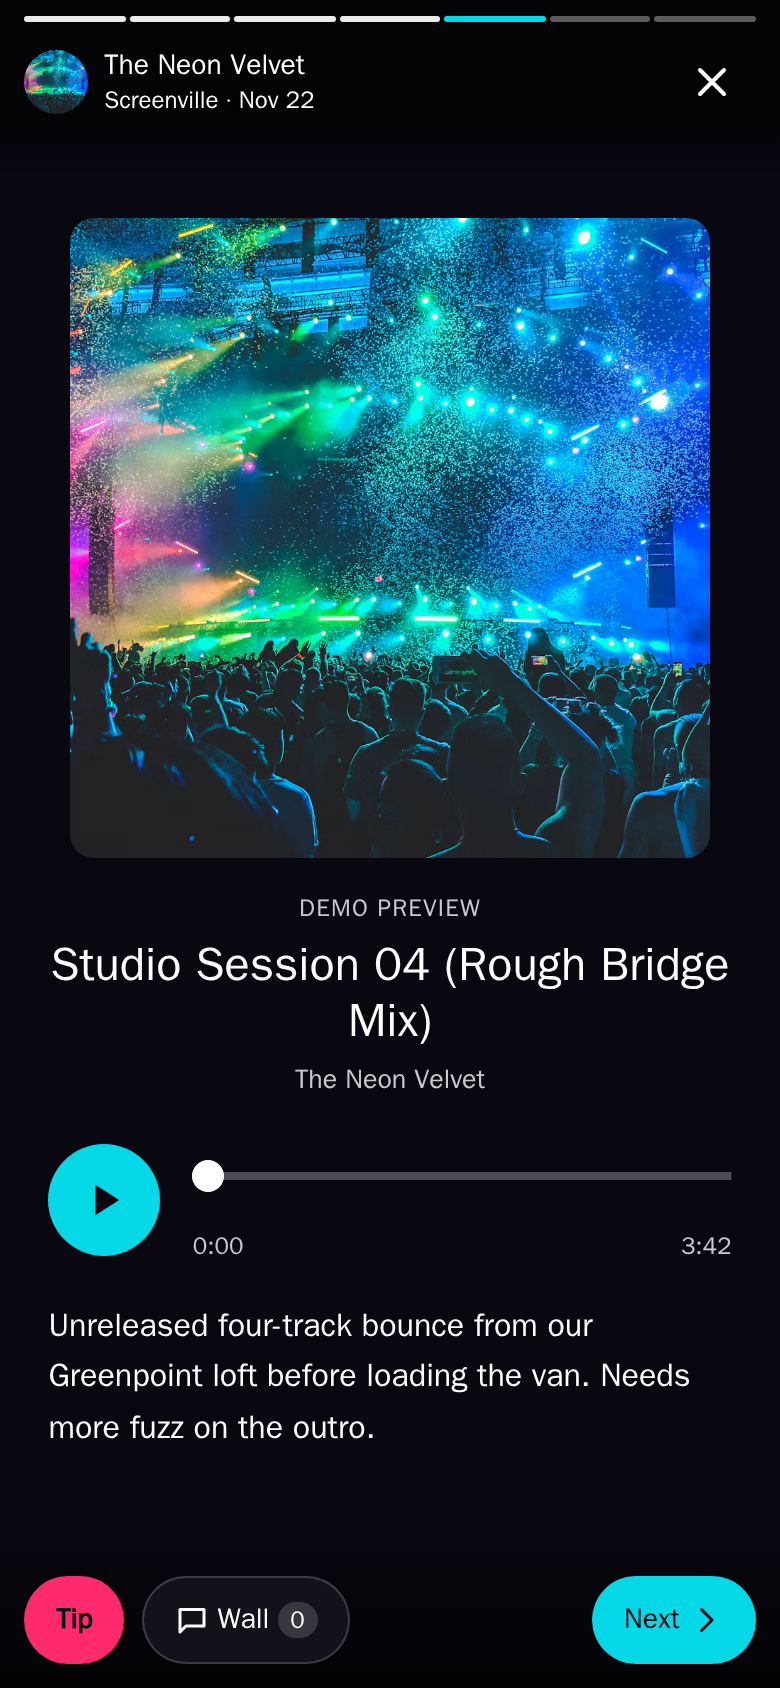 The Neon Velvet
Screenville · Nov 22
DEMO PREVIEW
Studio Session 04 (Rough Bridge
Mix)
The Neon Velvet
0:00
3:42
Unreleased four-track bounce from our
Greenpoint loft before loading the van. Needs
more fuzz on the outro.
Tip
Wall 0
Next